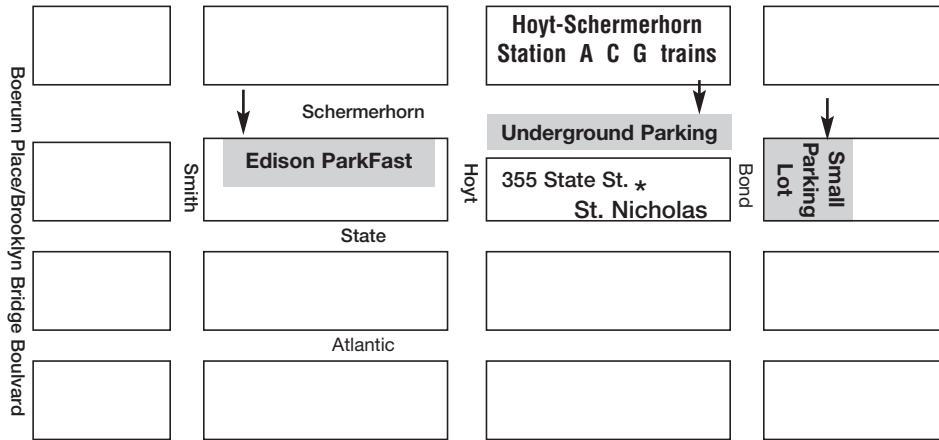 Hoyt-Schermerhorn
Station A C G trains
Schermerhorn
Underground Parking
Edison ParkFast
Small
Parking
Lot
Boerum Place/Brooklyn Bridge Boulvard
Smith
Hoyt
355 State St. *
St. Nicholas
Bond
State
Atlantic